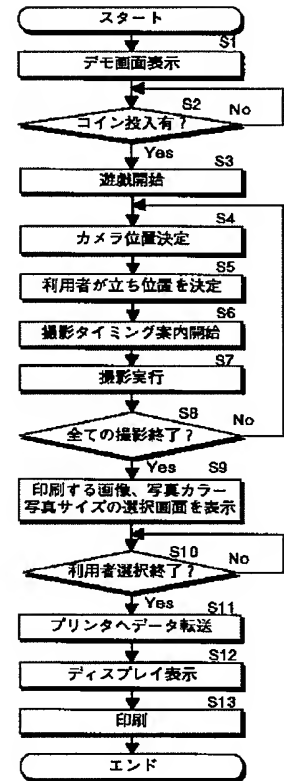 スタート
S1
デモ画面表示
S2
コイン投入有？
No
Yes
S3
遊戯開始
S4
カメラ位置決定
S5
利用者が立ち位置を決定
S6
撮影タイミング案内開始
S7
撮影実行
S8
全ての撮影終了？
No
Yes
S9
印刷する画像、写真カラー
写真サイズの選択画面を表示
S10
利用者選択終了？
No
Yes
S11
プリンタへデータ転送
S12
ディスプレイ表示
S13
印刷
エンド